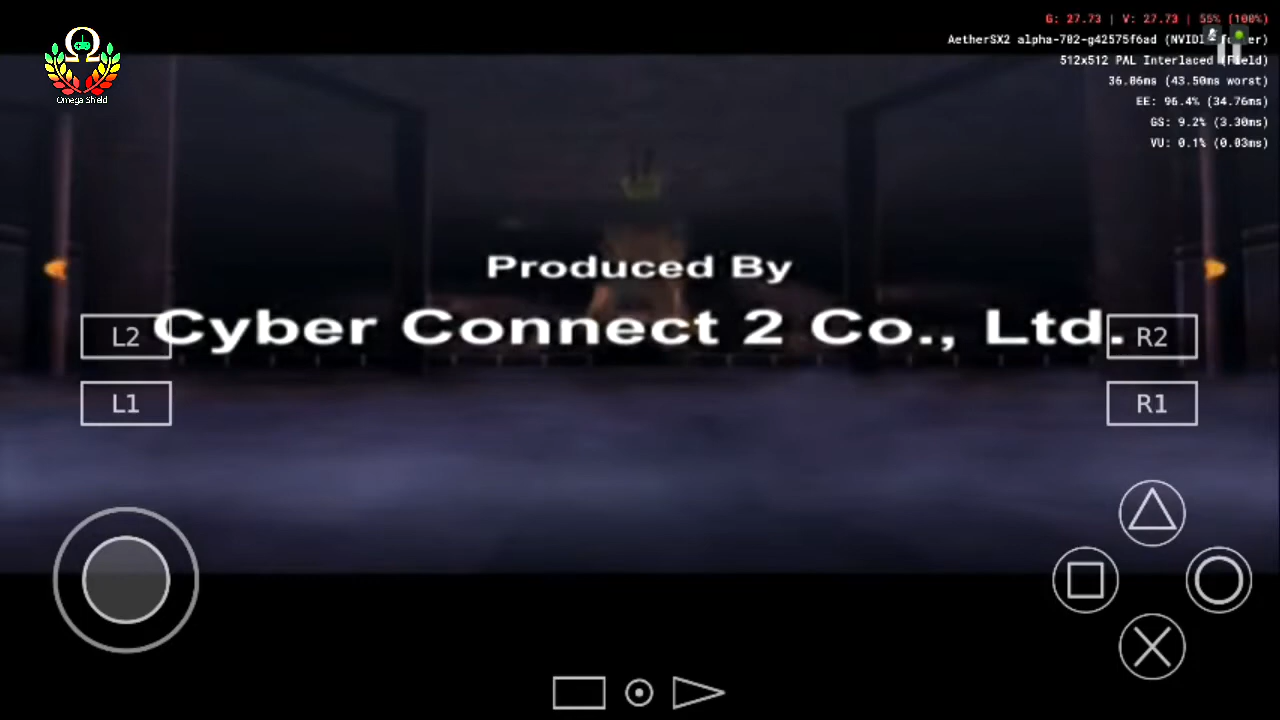 G: 27.73 | V: 27.73 | 55% (100%)
AetherSX2 alpha-702-g42575f6ad
512x512 PAL Interlaced
36.06ms (43.50ms worst)
EE: 96.4% (34.76ms)
GS: 9.2% (3.30ms)
VU: 0.1% (0.03ms)
Omega Sheld
Produced By
Cyber Connect 2 Co., Ltd.
L2
R2
L1
R1